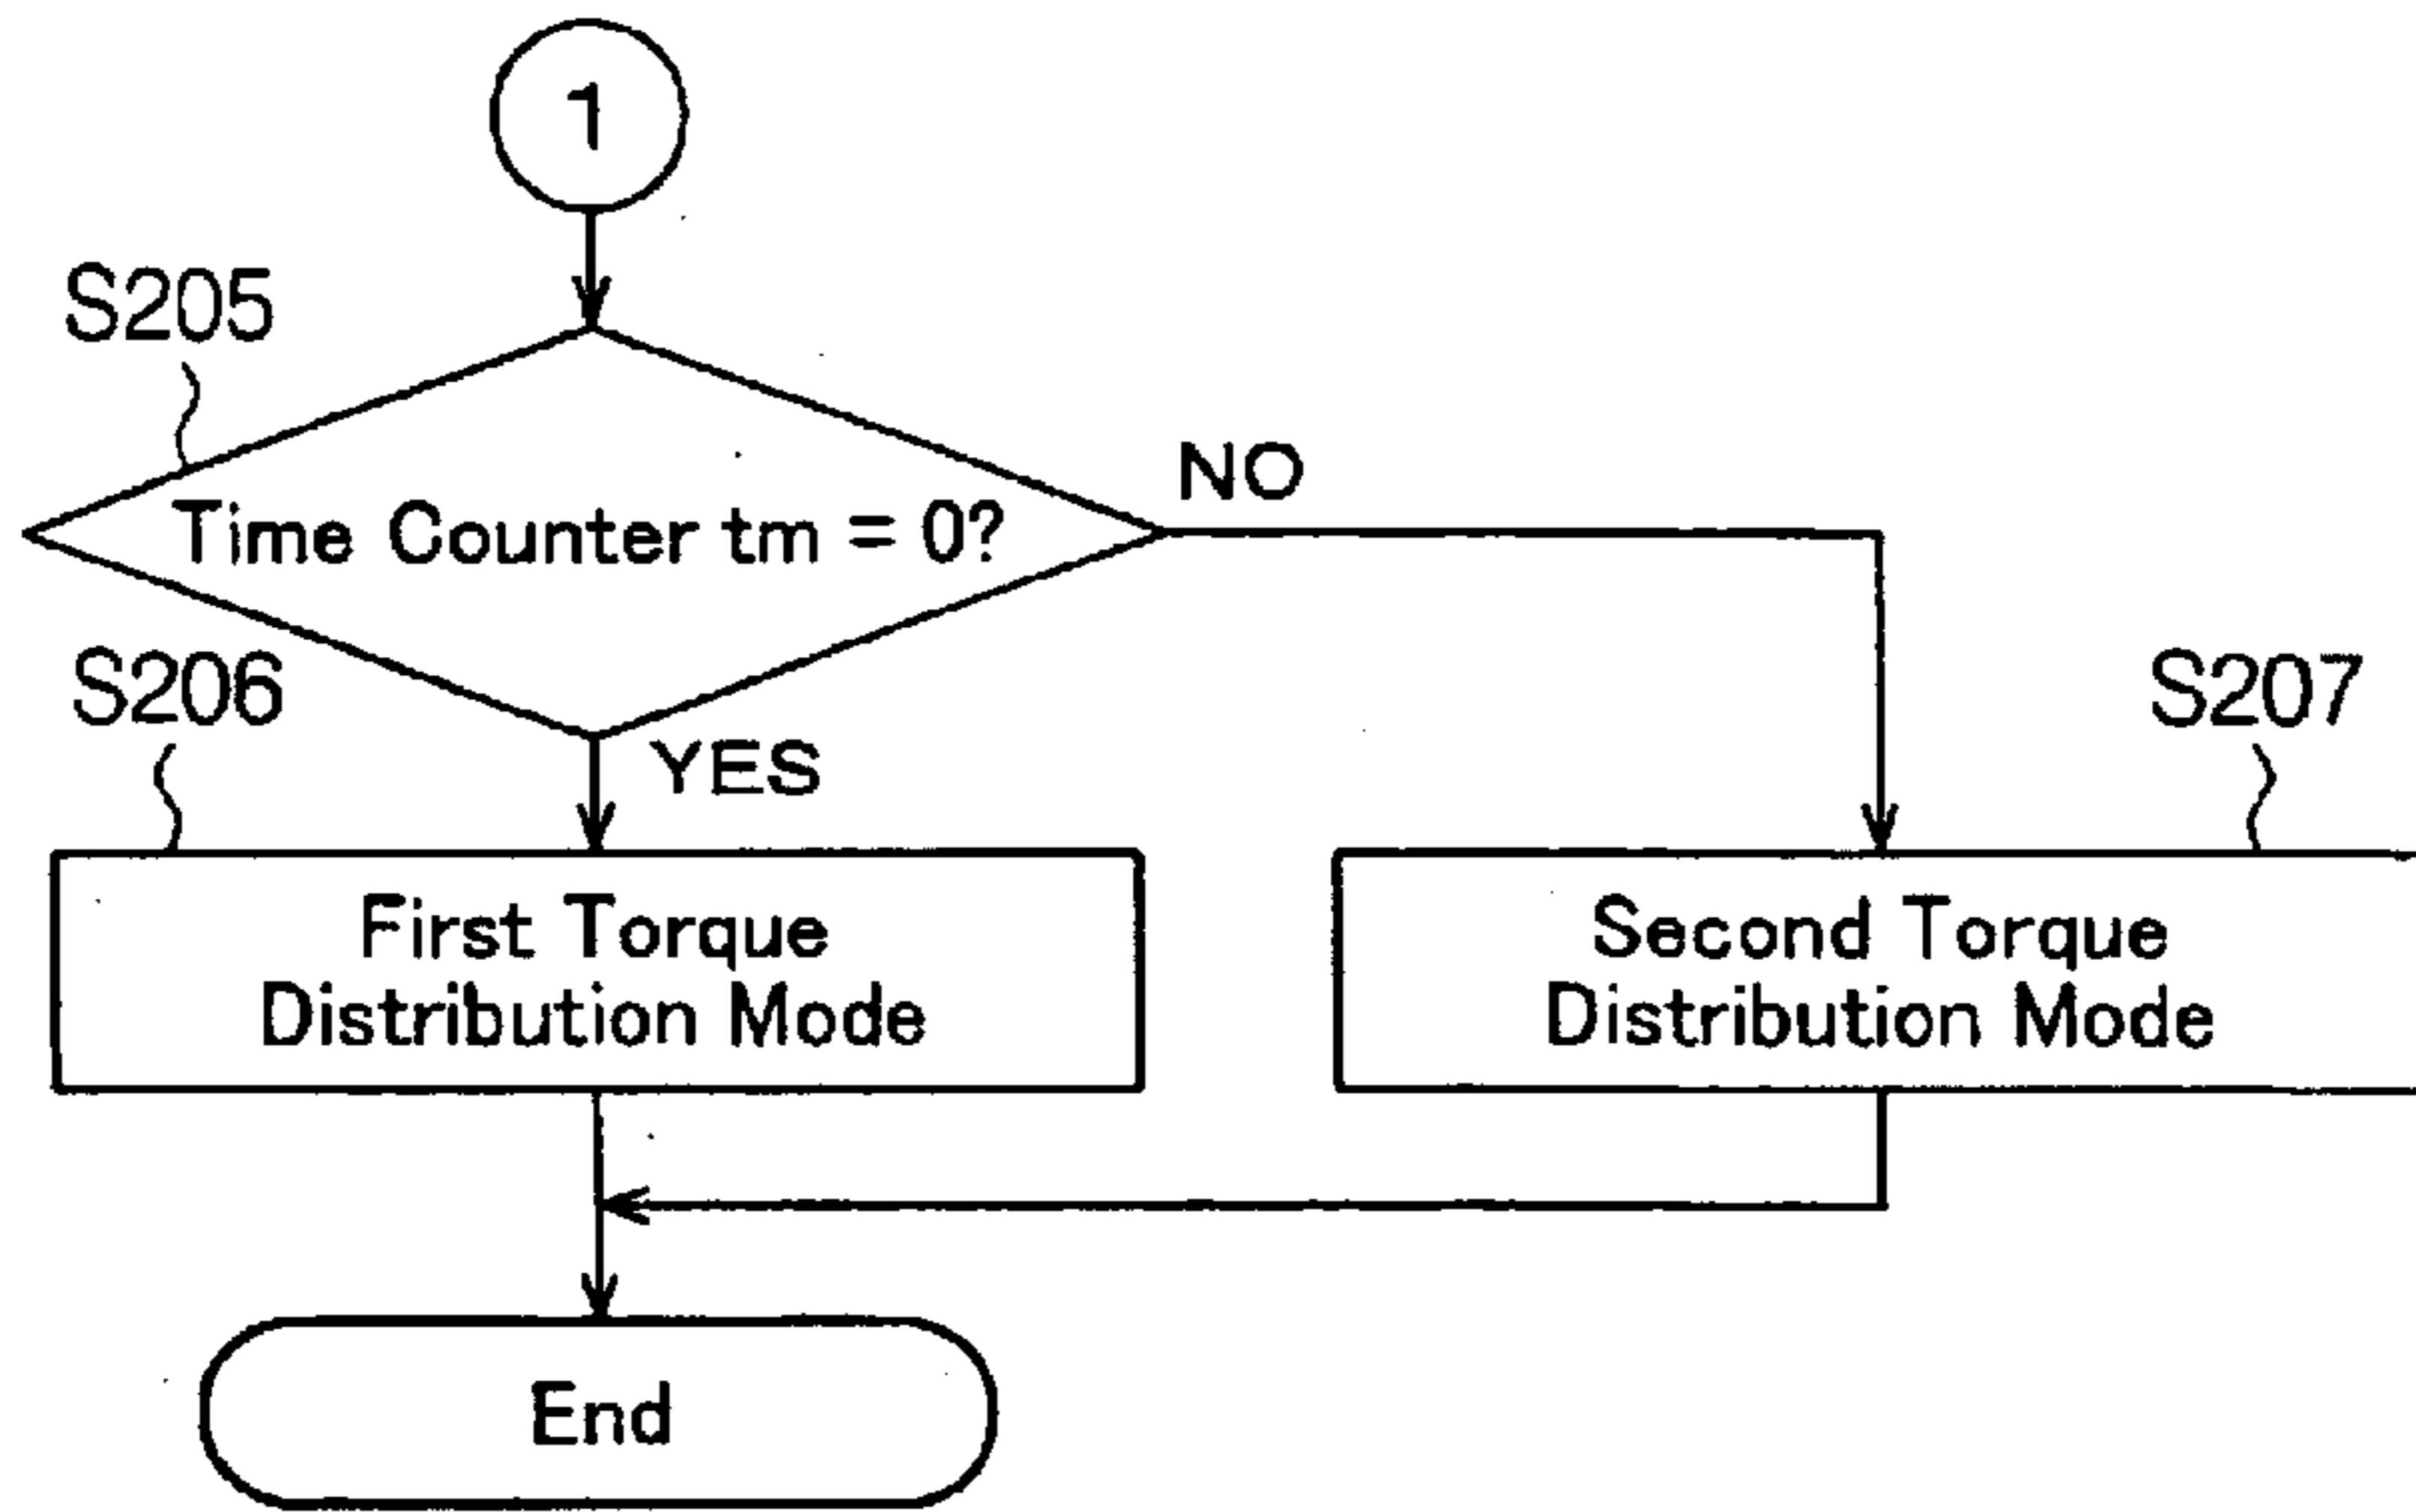 1
S205
Time Counter tm = 0?
NO
S206
YES
S207
First Torque
Distribution Mode
Second Torque
Distribution Mode
End